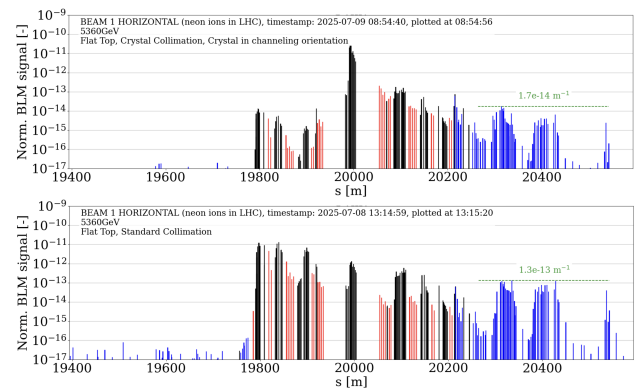 BEAM 1 HORIZONTAL (neon ions in LHC), timestamp: 2025-07-09 08:54:40, plotted at 08:54:56
5360GeV
Flat Top, Crystal Collimation, Crystal in channeling orientation
1.7e-14 m⁻¹
Norm. BLM signal [-]
10⁻⁹
10⁻¹⁰
10⁻¹¹
10⁻¹²
10⁻¹³
10⁻¹⁴
10⁻¹⁵
10⁻¹⁶
10⁻¹⁷
19400 19600 19800 20000 20200 20400
s [m]
BEAM 1 HORIZONTAL (neon ions in LHC), timestamp: 2025-07-08 13:14:59, plotted at 13:15:20
5360GeV
Flat Top, Standard Collimation
1.3e-13 m⁻¹
Norm. BLM signal [-]
10⁻⁹
10⁻¹⁰
10⁻¹¹
10⁻¹²
10⁻¹³
10⁻¹⁴
10⁻¹⁵
10⁻¹⁶
10⁻¹⁷
19400 19600 19800 20000 20200 20400
s [m]